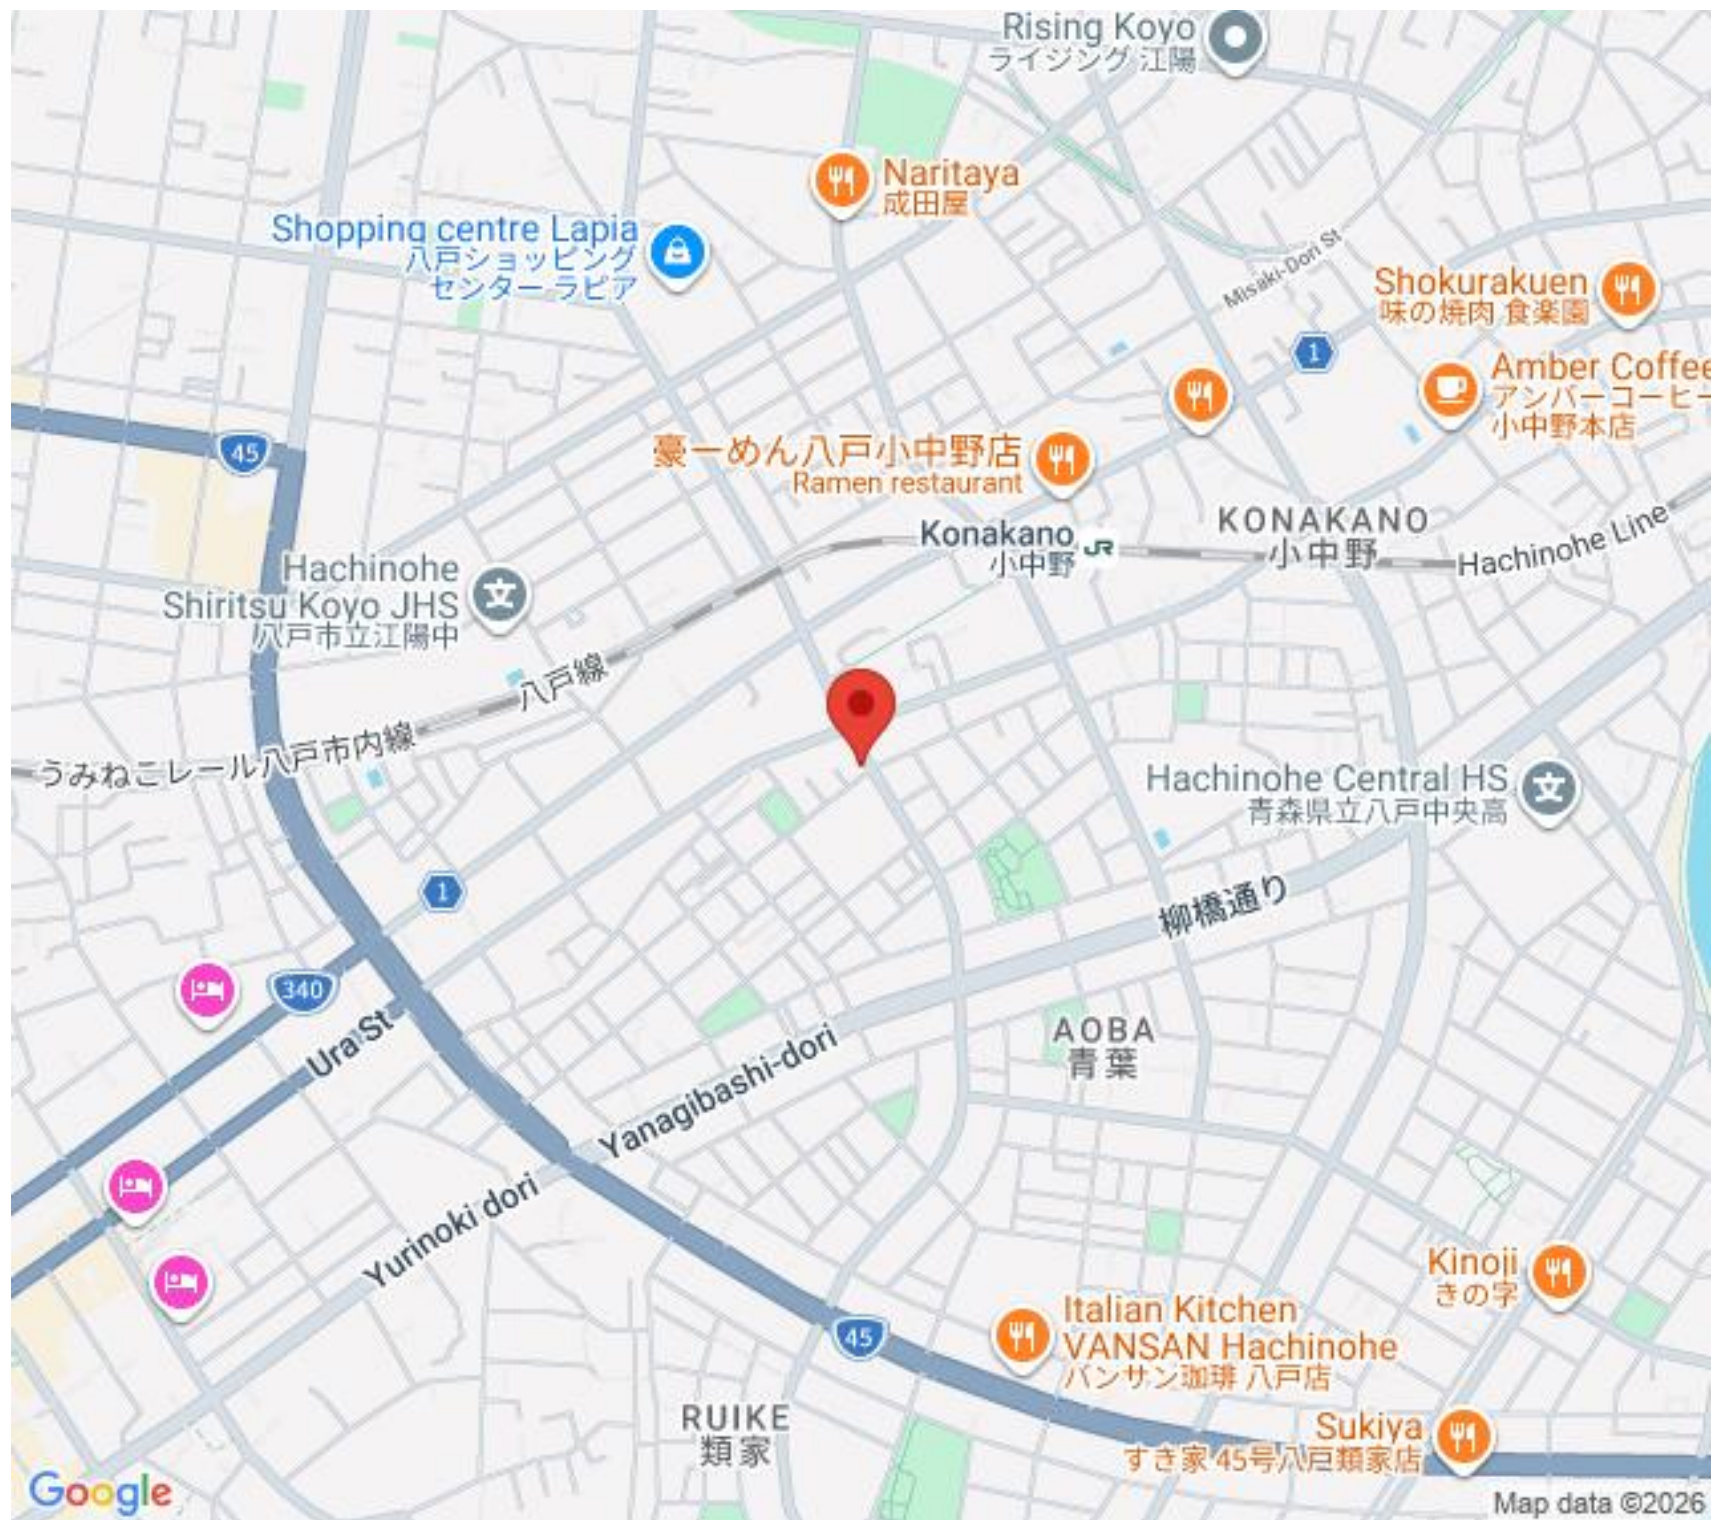 Rising Koyo
ライジング 江陽
Naritaya
成田屋
Shopping centre Lapia
八戸ショッピング
センター ラピア
Misaki-Dori St
Shokurakuen
味の焼肉 食楽園
1
Amber Coffee
アンバーコーヒー
小中野本店
45
豪ーめん八戸小中野店
Ramen restaurant
Konakano
小中野
JR
KONAKANO
小中野
Hachinohe Line
Hachinohe
Shiritsu Koyo JHS
八戸市立江陽中
文
八戸線
うみねこレール八戸市内線
Hachinohe Central HS
青森県立八戸中央高
文
1
柳橋通り
340
Ura St
AOBA
青葉
Yanagibashi-dori
Yurinoki dori
Kinoji
きの字
Italian Kitchen
VANSAN Hachinohe
バンサン珈琲 八戸店
45
RUIKE
類家
Sukiya
すき家 45号八戸類家店
Google
Map data ©2026